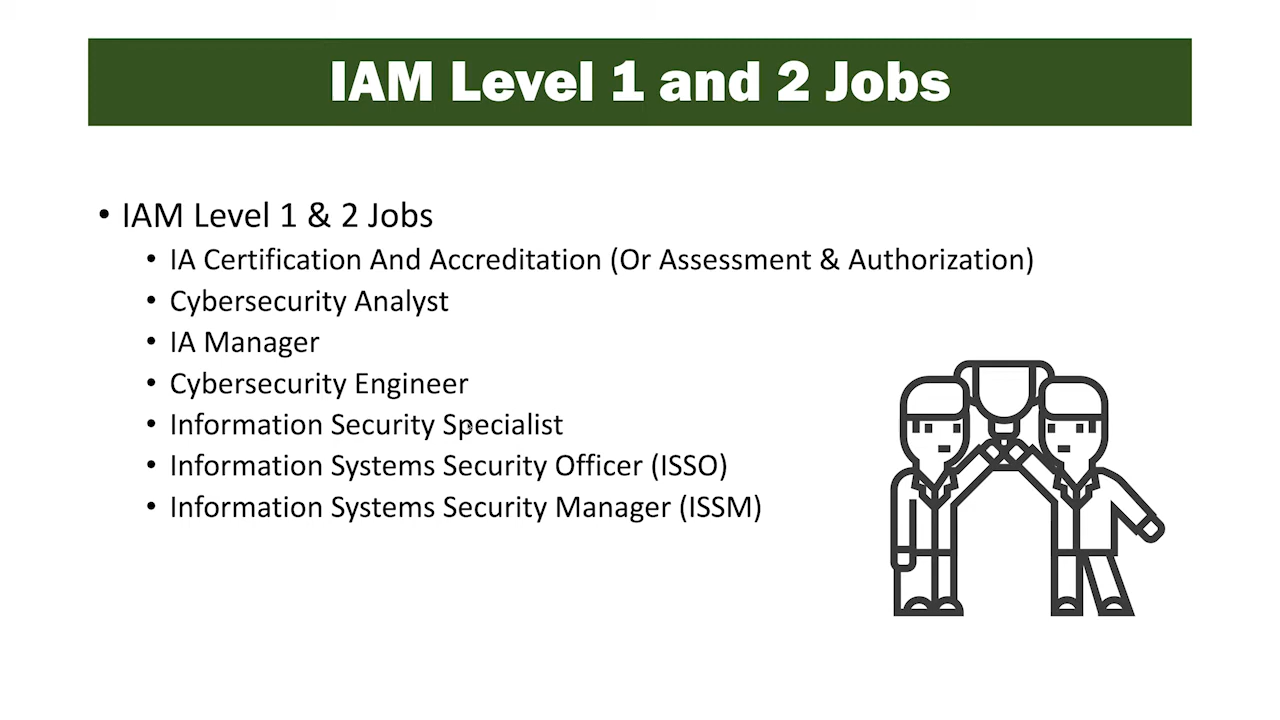 IAM Level 1 and 2 Jobs
• IAM Level 1 & 2 Jobs
• IA Certification And Accreditation (Or Assessment & Authorization)
• Cybersecurity Analyst
• IA Manager
• Cybersecurity Engineer
• Information Security Specialist
• Information Systems Security Officer (ISSO)
• Information Systems Security Manager (ISSM)